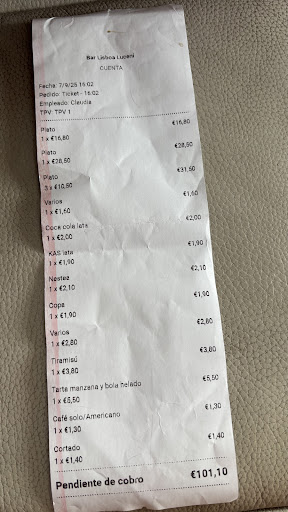 Bar Lisboa Lusani
CUENTA
Fecha: 7/9/25 16:02
Pedido: Ticket - 16:02
Empleado: Claudia
TPV: TPV 1
Plato €16,80
1 x €16,80
Plato €28,50
1 x €28,50
Plato €31,50
3 x €10,50
Varios €1,60
1 x €1,60
Coca cola lata €2,00
1 x €2,00
KAS lata €1,90
1 x €1,90
Nestea €2,10
1 x €2,10
Copa €1,90
1 x €1,90
Varios €2,80
1 x €2,80
Tiramisú €3,80
1 x €3,80
Tarta manzana y bola helado €5,50
1 x €5,50
Café solo/Americano €1,30
1 x €1,30
Cortado €1,40
1 x €1,40
Pendiente de cobro €101,10